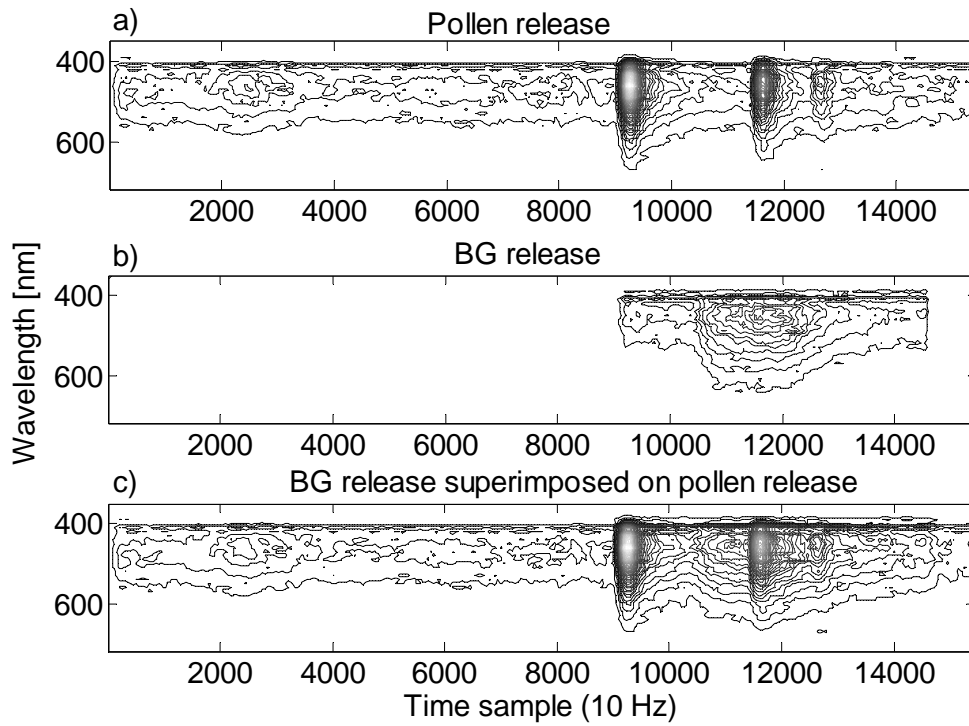 a) Pollen release
400
600
2000 4000 6000 8000 10000 12000 14000
b) BG release
400
600
2000 4000 6000 8000 10000 12000 14000
c) BG release superimposed on pollen release
400
600
2000 4000 6000 8000 10000 12000 14000
Wavelength [nm]
Time sample (10 Hz)